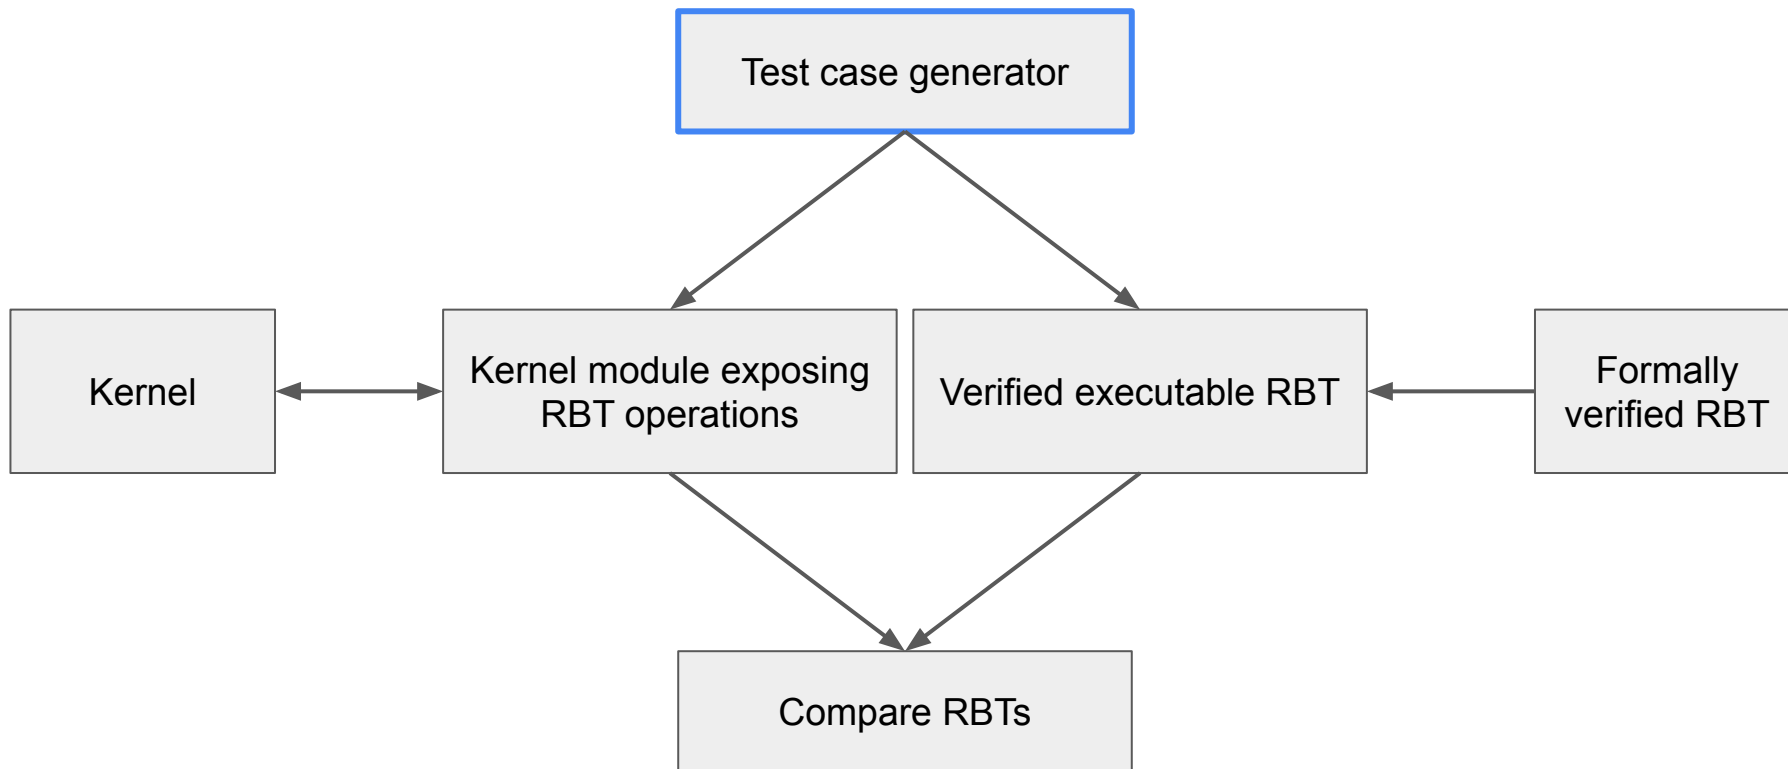 Test case generator
Kernel
Kernel module exposing
RBT operations
Verified executable RBT
Formally
verified RBT
Compare RBTs